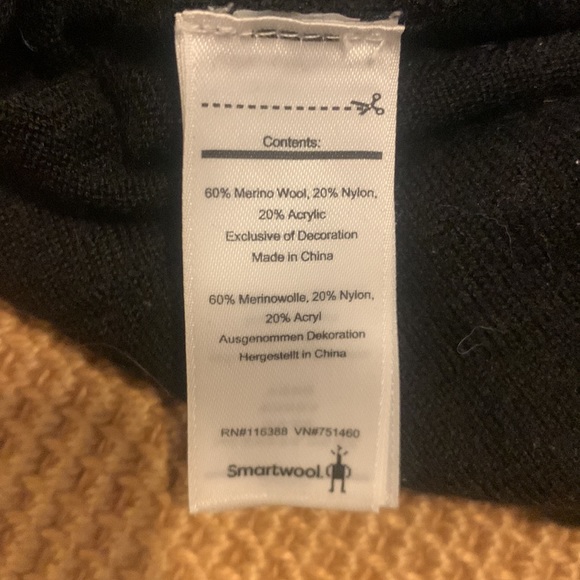 Contents:
60% Merino Wool, 20% Nylon,
20% Acrylic
Exclusive of Decoration
Made in China
60% Merinowolle, 20% Nylon,
20% Acryl
Ausgenommen Dekoration
Hergestellt in China
RN#116388 VN#751460
Smartwool